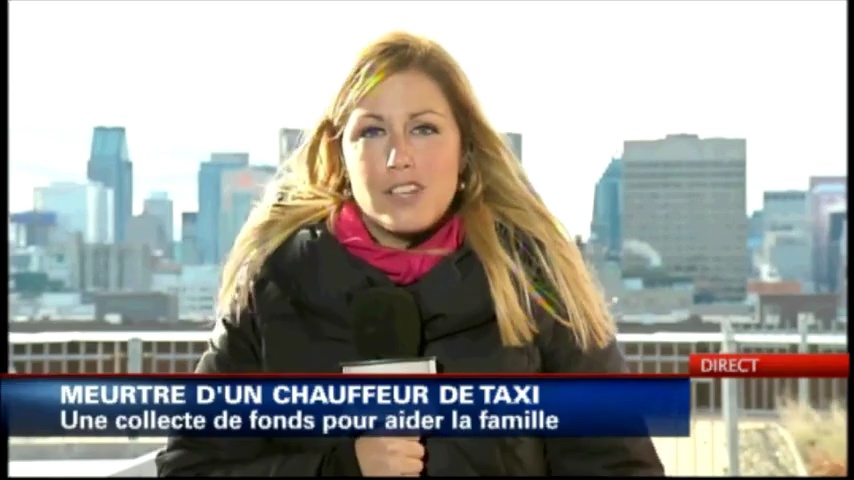 DIRECT
MEURTRE D'UN CHAUFFEUR DE TAXI
Une collecte de fonds pour aider la famille